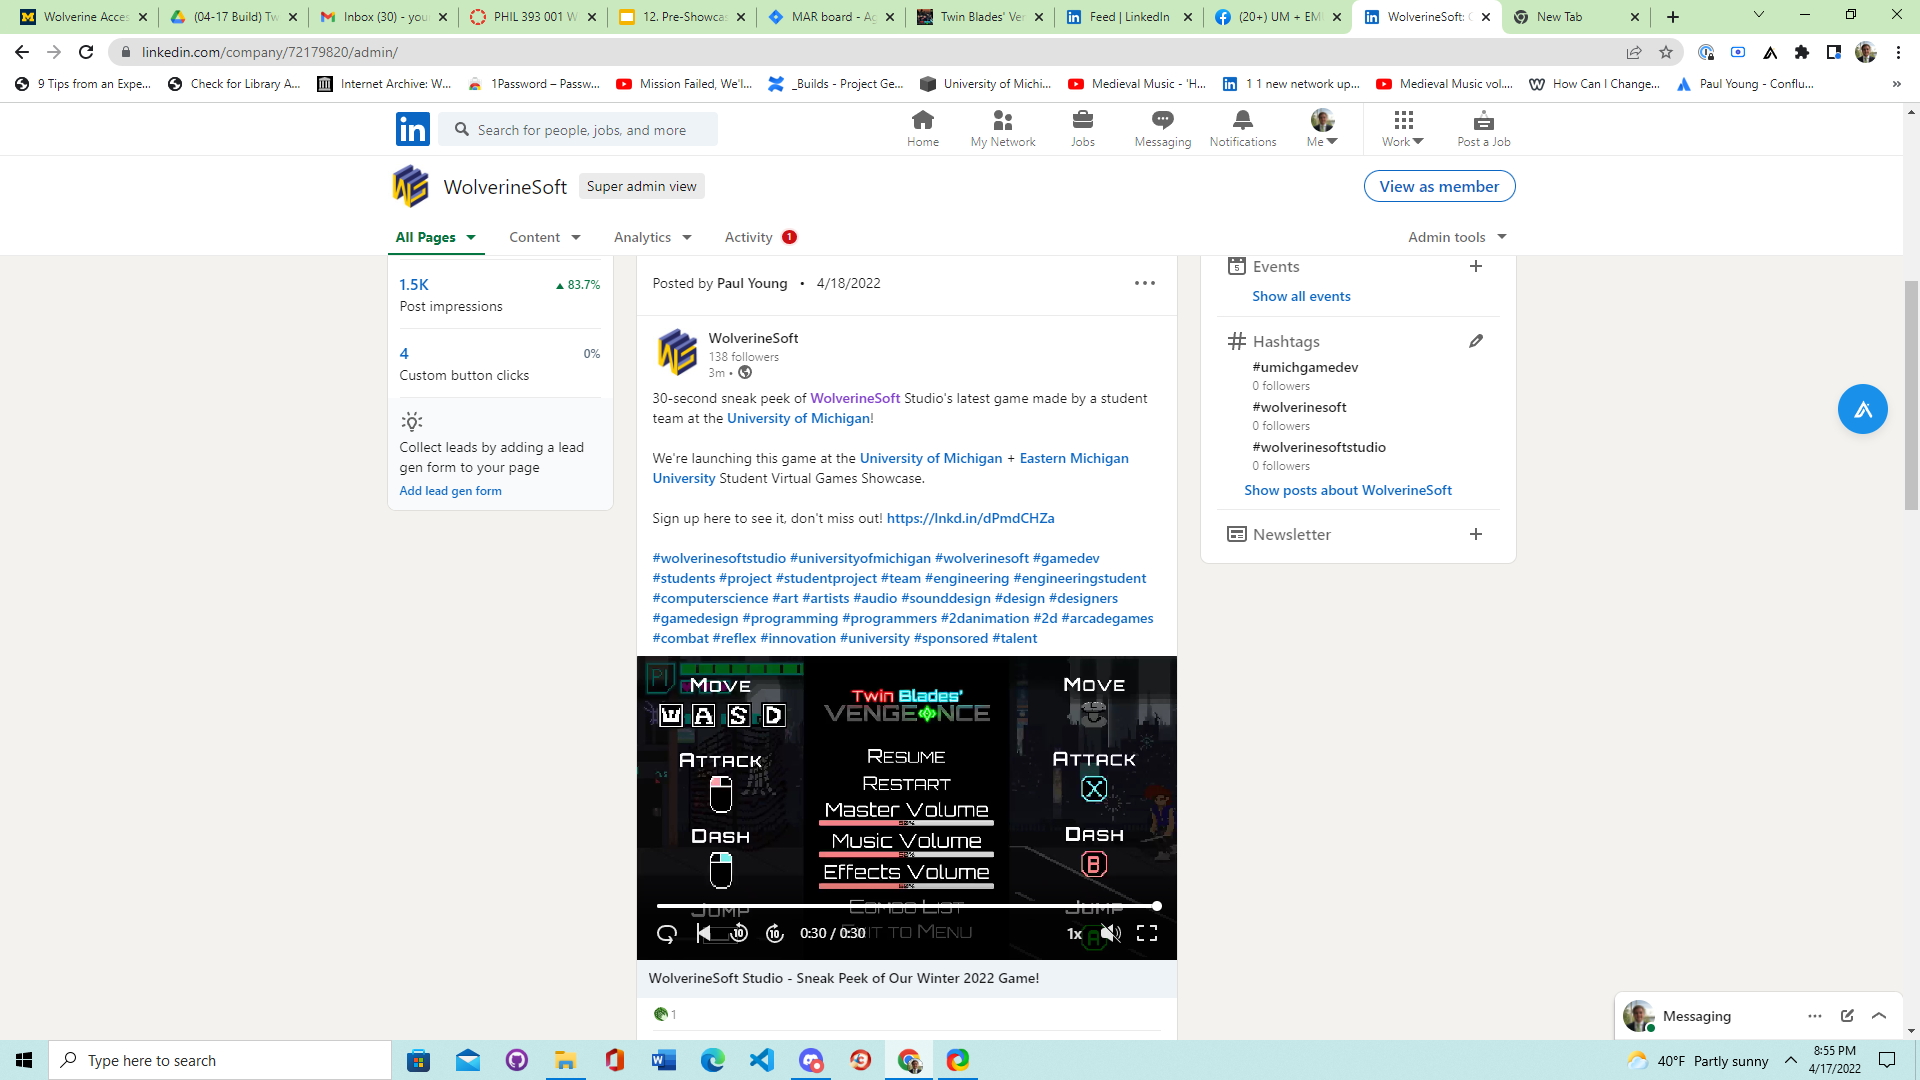 Wolverine Acces
(04-17 Build) Tw
Inbox (30) - you
PHIL 393 001 W
12. Pre-Showca
MAR board - Ag
Twin Blades' Ver
Feed | LinkedIn
(20+) UM + EM
WolverineSoft: 
New Tab
linkedin.com/company/72179820/admin/
9 Tips from an Expe...
Check for Library A...
Internet Archive: W...
1Password – Passw...
Mission Failed, We'l...
_Builds - Project Ge...
University of Michi...
Medieval Music - 'H...
1 1 new network up...
Medieval Music vol....
How Can I Change...
Paul Young - Conflu...
»
in
Search for people, jobs, and more
Home
My Network
Jobs
Messaging
Notifications
Me
Work
Post a Job
WolverineSoft
Super admin view
View as member
All Pages
Content
Analytics
Activity 1
Admin tools
1.5K
83.7%
Post impressions
4
0%
Custom button clicks
Collect leads by adding a lead
gen form to your page
Add lead gen form
Posted by Paul Young • 4/18/2022
WolverineSoft
138 followers
3m •
30-second sneak peek of WolverineSoft Studio's latest game made by a student
team at the University of Michigan!
We're launching this game at the University of Michigan + Eastern Michigan
University Student Virtual Games Showcase.
Sign up here to see it, don't miss out! https://lnkd.in/dPmdCHZa
#wolverinesoftstudio #universityofmichigan #wolverinesoft #gamedev
#students #project #studentproject #team #engineering #engineeringstudent
#computerscience #art #artists #audio #sounddesign #design #designers
#gamedesign #programming #programmers #2danimation #2d #arcadegames
#combat #reflex #innovation #university #sponsored #talent
P1
Move
W A S D
Attack
Dash
Jump
Twin Blades'
VENGEANCE
Resume
Restart
Master Volume
50%
Music Volume
50%
Effects Volume
50%
Combo List
Exit to Menu
Move
Attack
X
Dash
B
Jump
A
10
10
0:30 / 0:30
1x
WolverineSoft Studio - Sneak Peek of Our Winter 2022 Game!
1
Events
Show all events
Hashtags
#umichgamedev
0 followers
#wolverinesoft
0 followers
#wolverinesoftstudio
0 followers
Show posts about WolverineSoft
Newsletter
Messaging
Type here to search
40°F Partly sunny
8:55 PM
4/17/2022